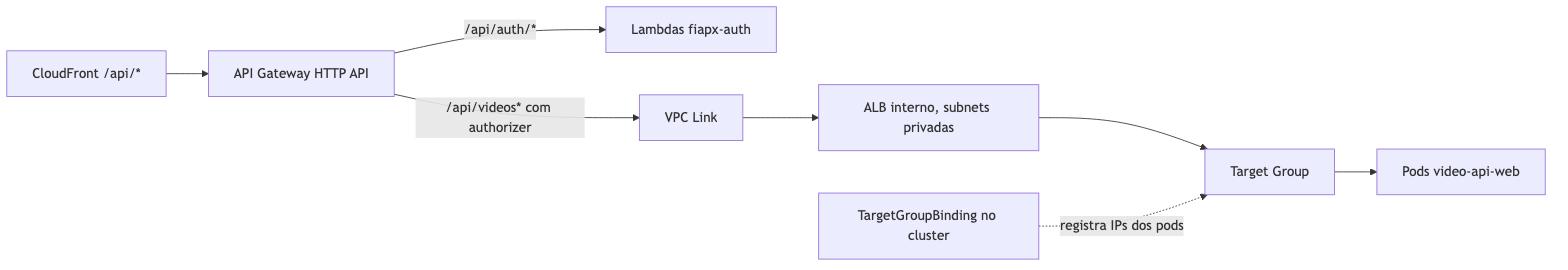 CloudFront /api/*
API Gateway HTTP API
/api/auth/*
Lambdas fiapx-auth
/api/videos* com
authorizer
VPC Link
ALB interno, subnets
privadas
TargetGroupBinding no
cluster
registra IPs dos pods
Target Group
Pods video-api-web